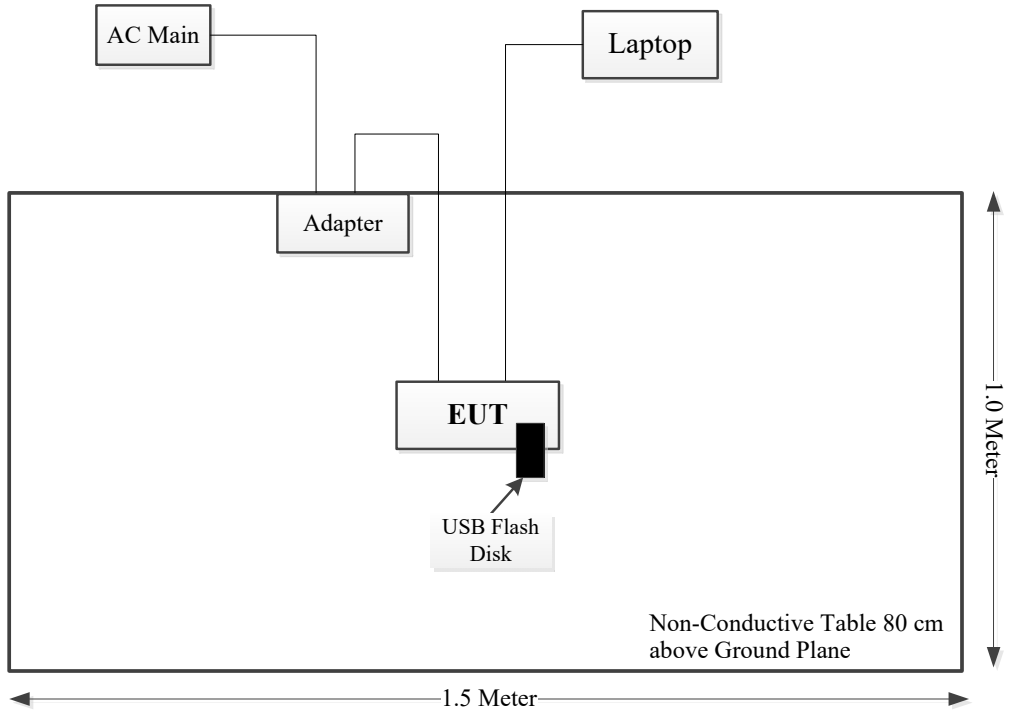 AC Main
Laptop
Adapter
EUT
USB Flash
Disk
1.0 Meter
Non-Conductive Table 80 cm
above Ground Plane
1.5 Meter